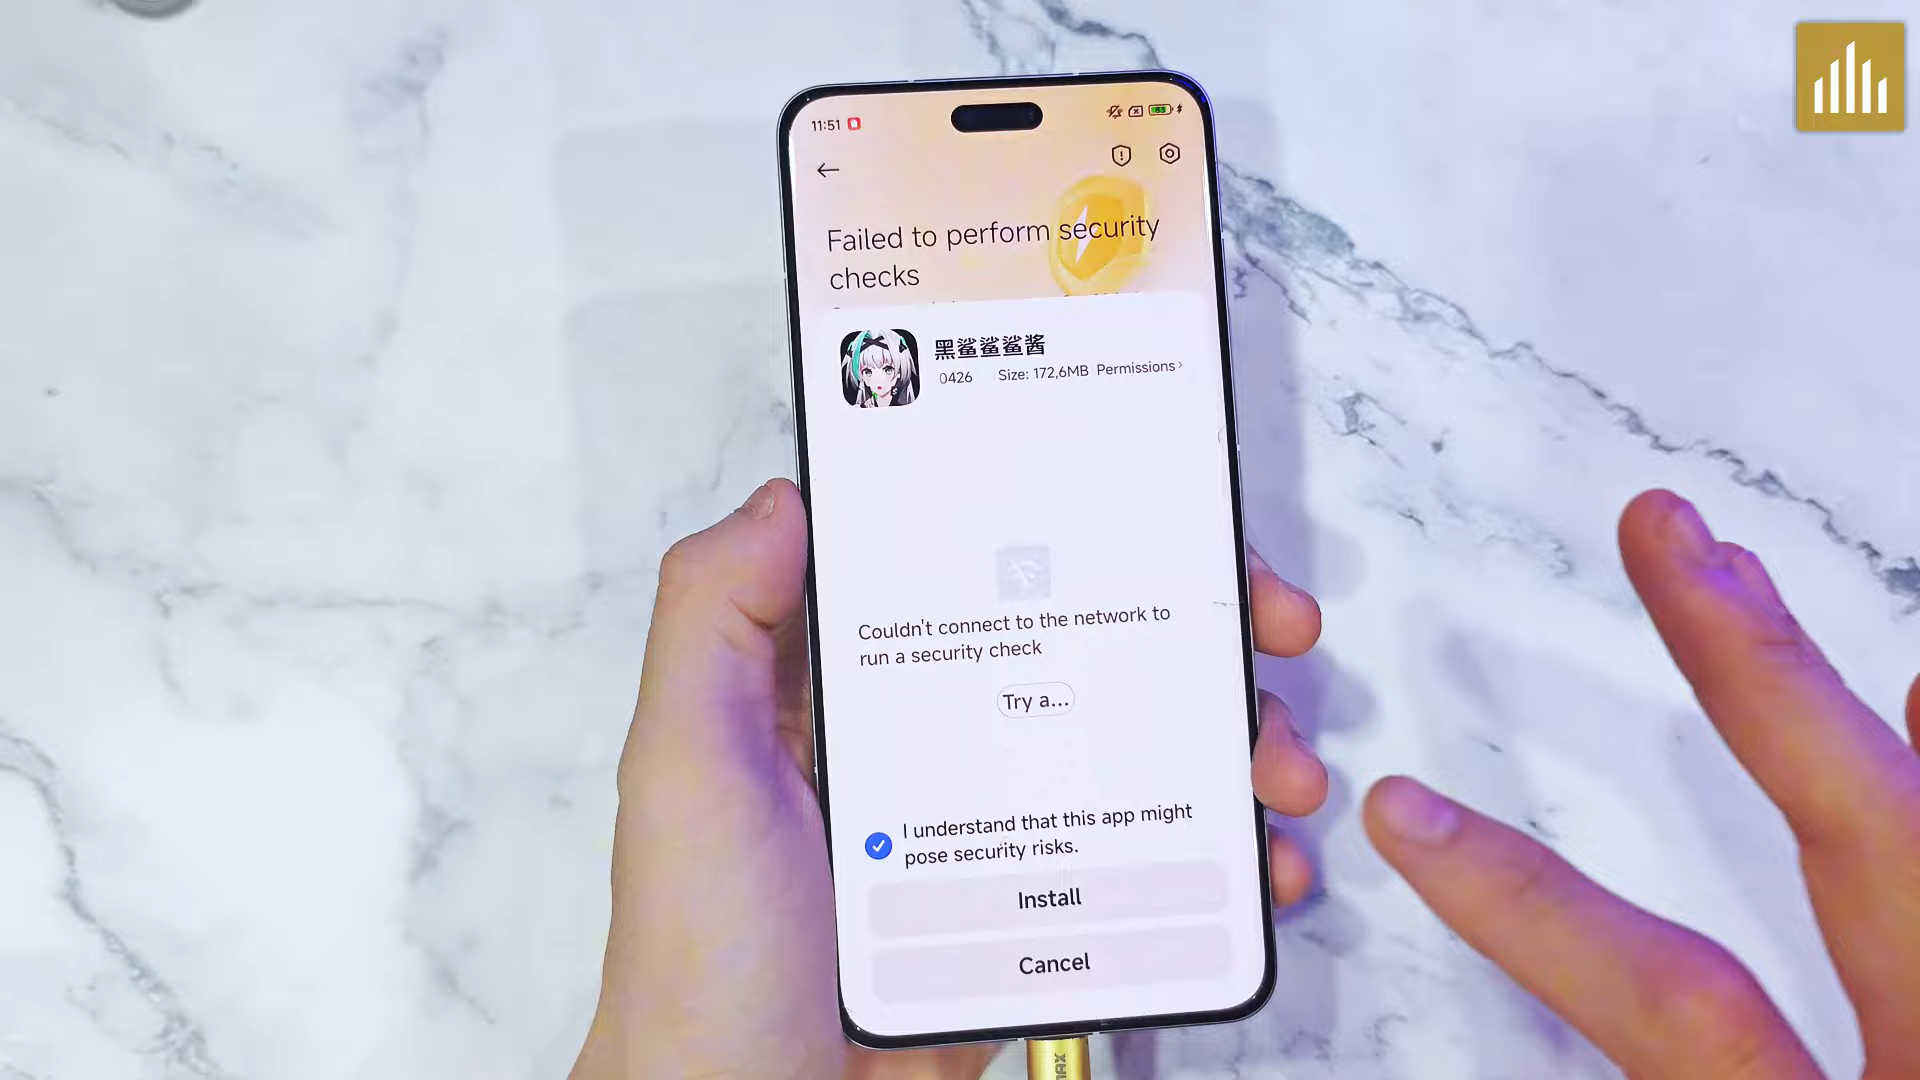 11:51
83
Failed to perform security
checks
黑鲨鲨鲨酱
0426 Size: 172,6MB Permissions
Couldn't connect to the network to
run a security check
Try a...
I understand that this app might
pose security risks.
Install
Cancel